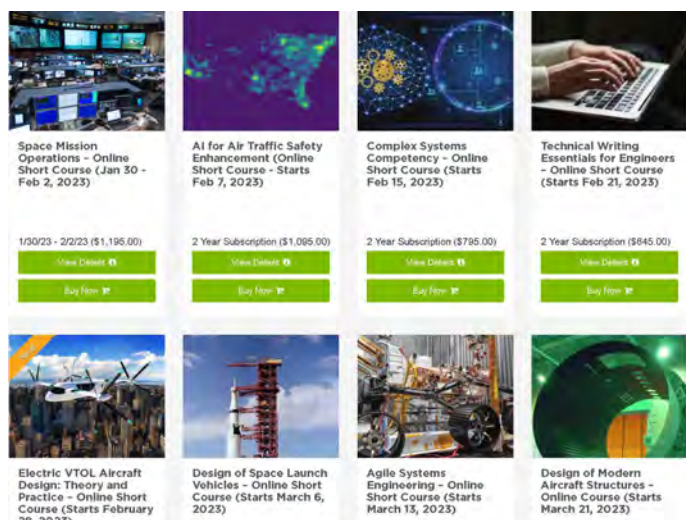 Space Mission
Operations – Online
Short Course (Jan 30 -
Feb 2, 2023)
AI for Air Traffic Safety
Enhancement (Online
Short Course - Starts
Feb 7, 2023)
Complex Systems
Competency – Online
Short Course (Starts
Feb 15, 2023)
Technical Writing
Essentials for Engineers
– Online Short Course
(Starts Feb 21, 2023)
1/30/23 - 2/2/23 ($1,195.00)
2 Year Subscription ($1,095.00)
2 Year Subscription ($795.00)
2 Year Subscription ($645.00)
View Details
View Details
View Details
View Details
Buy Now
Buy Now
Buy Now
Buy Now
Electric VTOL Aircraft
Design: Theory and
Practice – Online Short
Course (Starts February
28, 2023)
Design of Space Launch
Vehicles – Online Short
Course (Starts March 6,
2023)
Agile Systems
Engineering – Online
Short Course (Starts
March 13, 2023)
Design of Modern
Aircraft Structures –
Online Course (Starts
March 21, 2023)